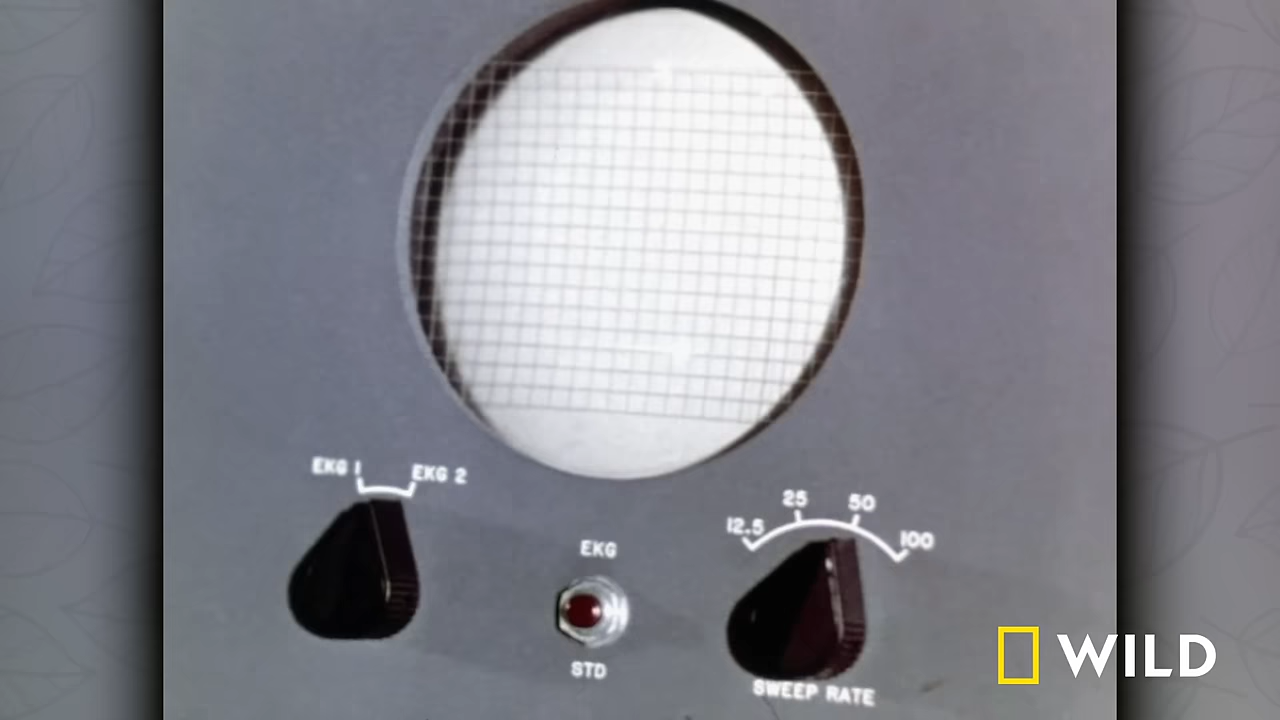 EKG 1 EKG 2
12.5 25 50 100
EKG
STD
SWEEP RATE
WILD